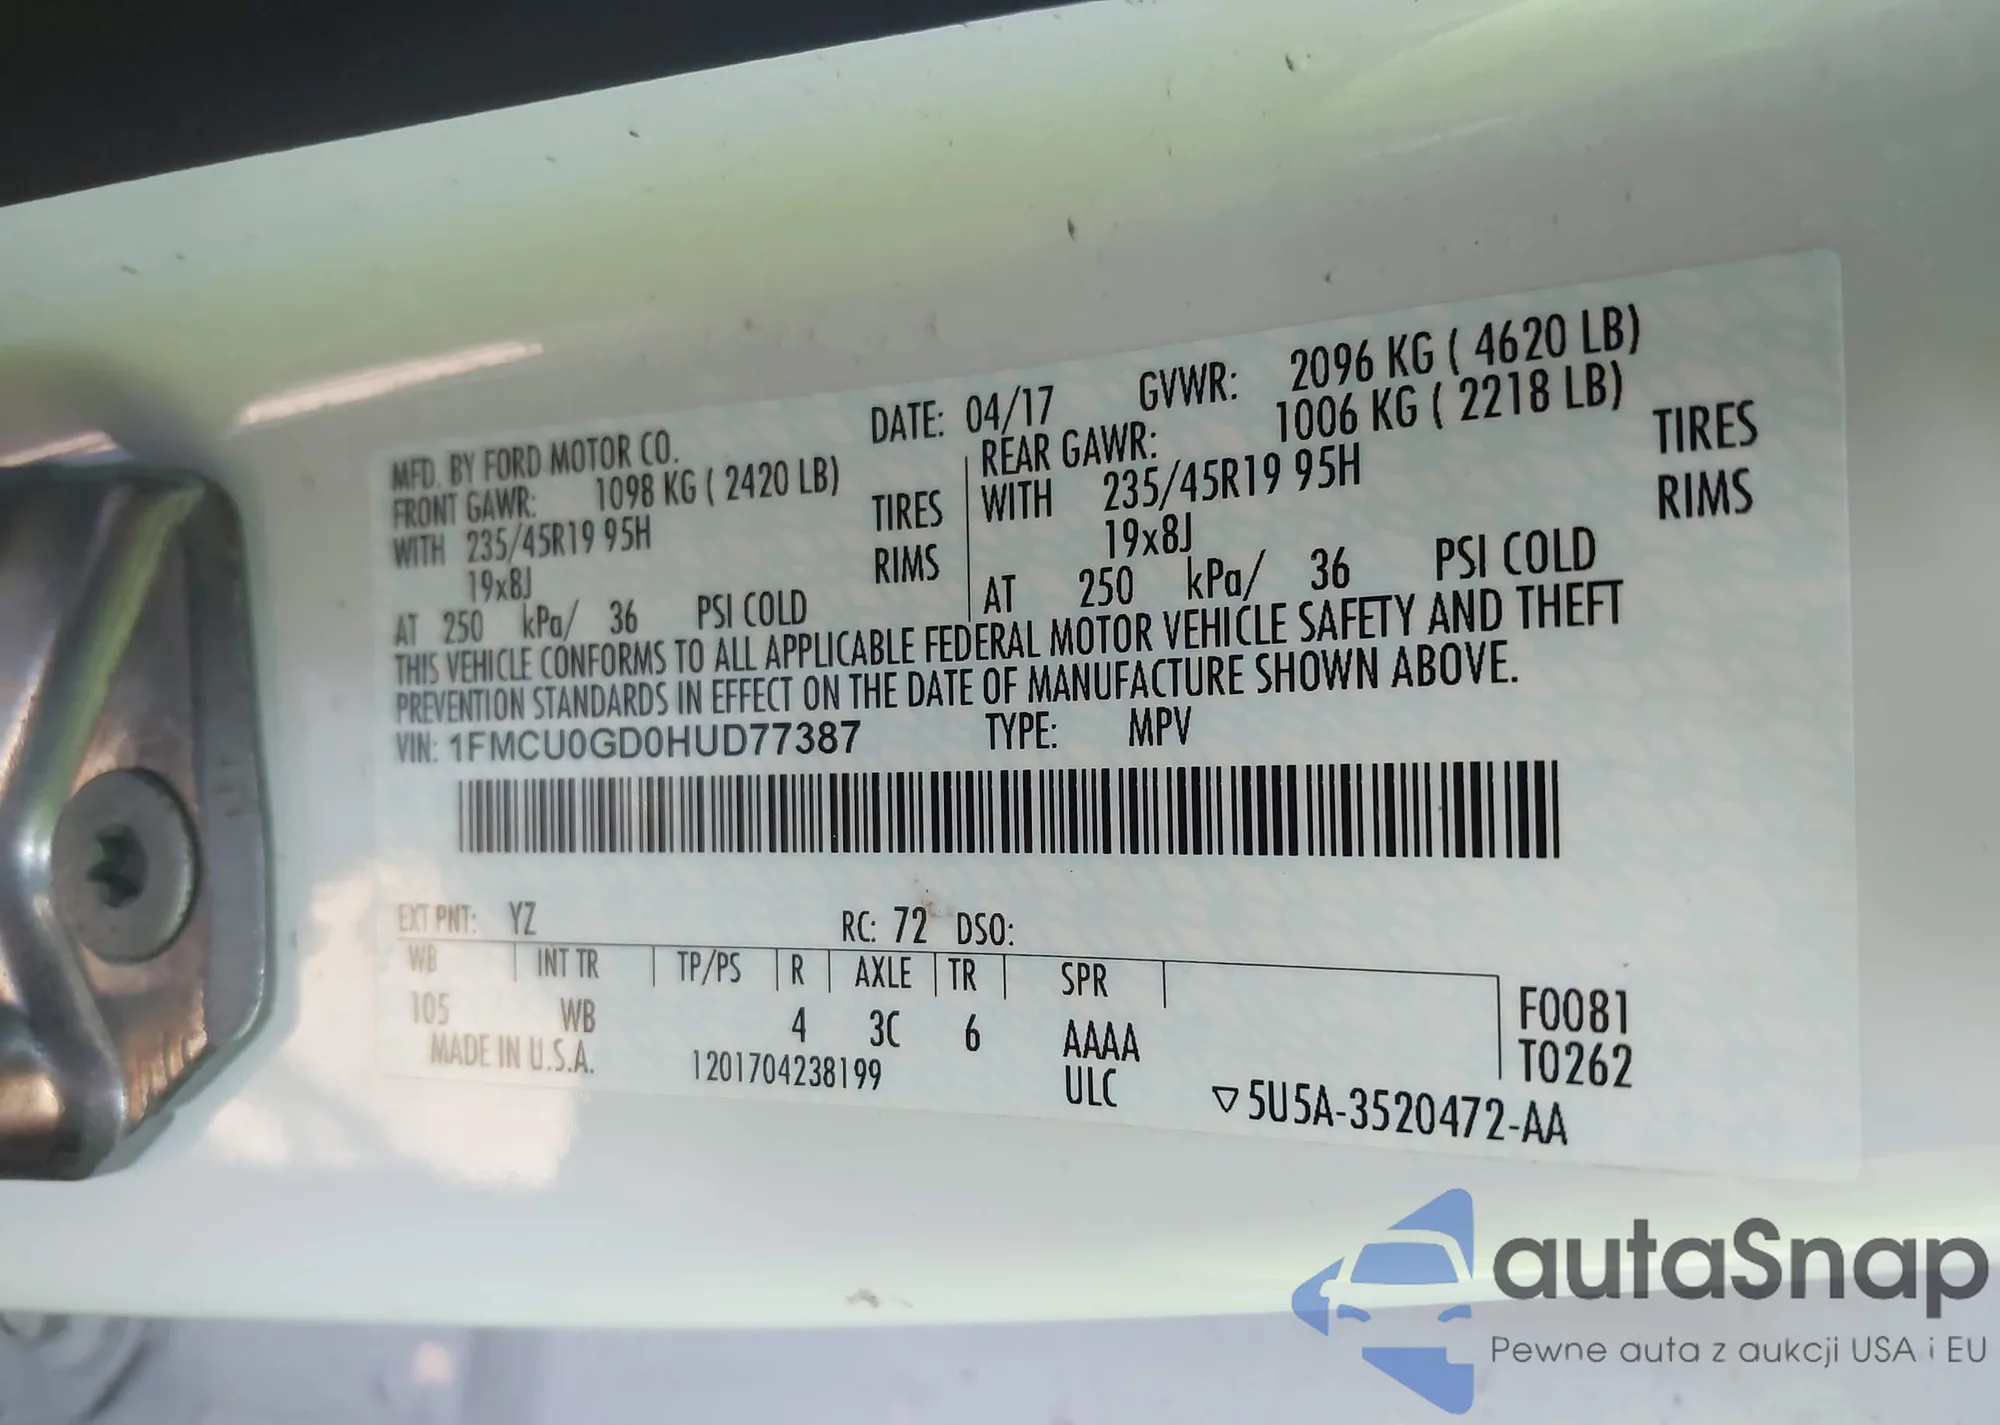 MFD. BY FORD MOTOR CO. DATE: 04/17 GVWR: 2096 KG ( 4620 LB)
FRONT GAWR: 1098 KG ( 2420 LB) REAR GAWR: 1006 KG ( 2218 LB)
WITH 235/45R19 95H TIRES WITH 235/45R19 95H TIRES
19x8J RIMS 19x8J RIMS
AT 250 kPa/ 36 PSI COLD AT 250 kPa/ 36 PSI COLD
THIS VEHICLE CONFORMS TO ALL APPLICABLE FEDERAL MOTOR VEHICLE SAFETY AND THEFT
PREVENTION STANDARDS IN EFFECT ON THE DATE OF MANUFACTURE SHOWN ABOVE.
VIN: 1FMCU0GD0HUD77387 TYPE: MPV
EXT PNT: YZ RC: 72 DSO:
WB INT TR TP/PS R AXLE TR SPR
105 WB 4 3C 6 AAAA F0081
MADE IN U.S.A. 1201704238199 ULC T0262
▽5U5A-3520472-AA
autaSnap
Pewne auta z aukcji USA i EU